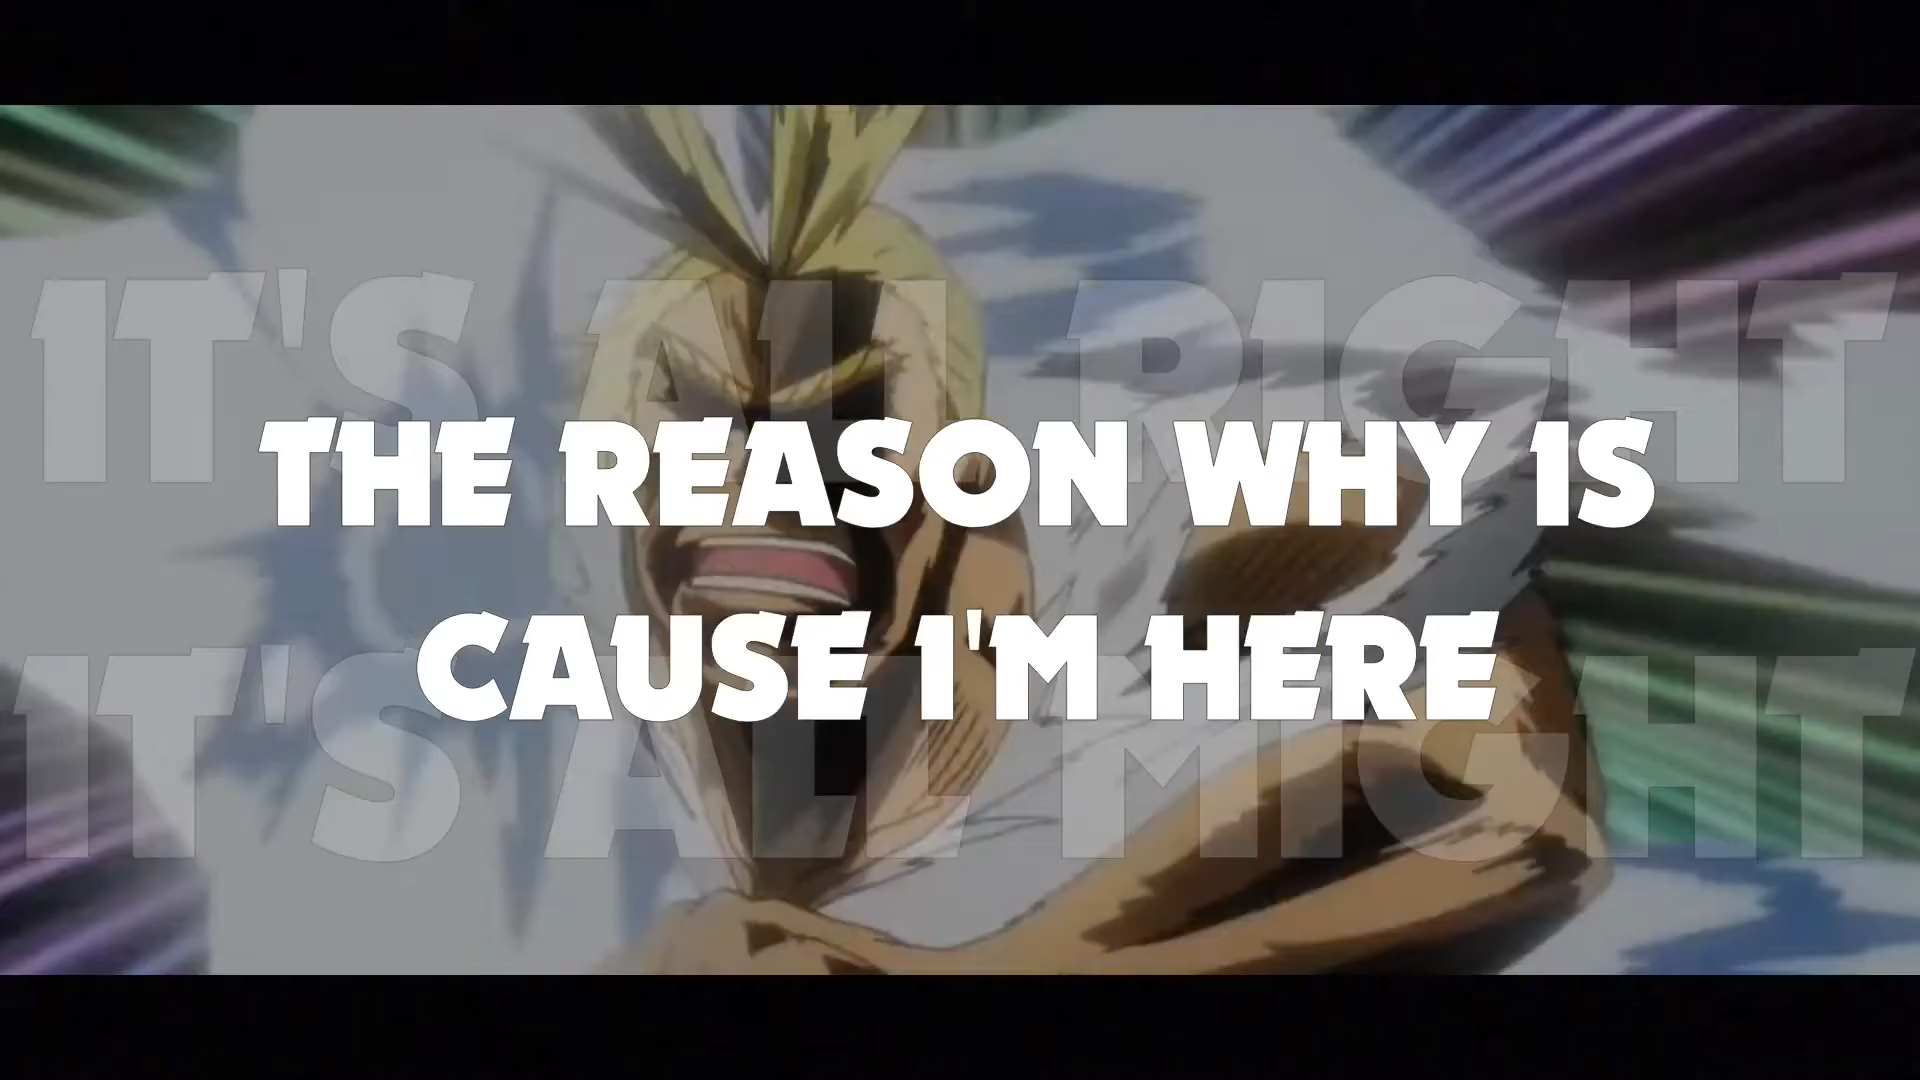 IT'S ALL RIGHT
THE REASON WHY IS
CAUSE I'M HERE
IT'S ALL MIGHT